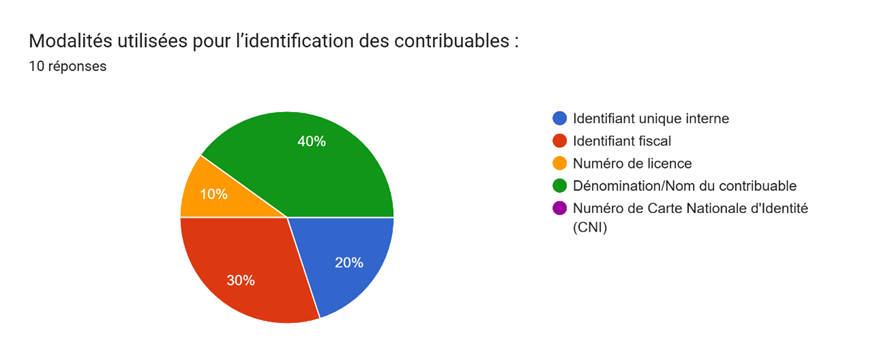 Modalités utilisées pour l’identification des contribuables :
10 réponses
40%
10%
30%
20%
Identifiant unique interne
Identifiant fiscal
Numéro de licence
Dénomination/Nom du contribuable
Numéro de Carte Nationale d'Identité
(CNI)